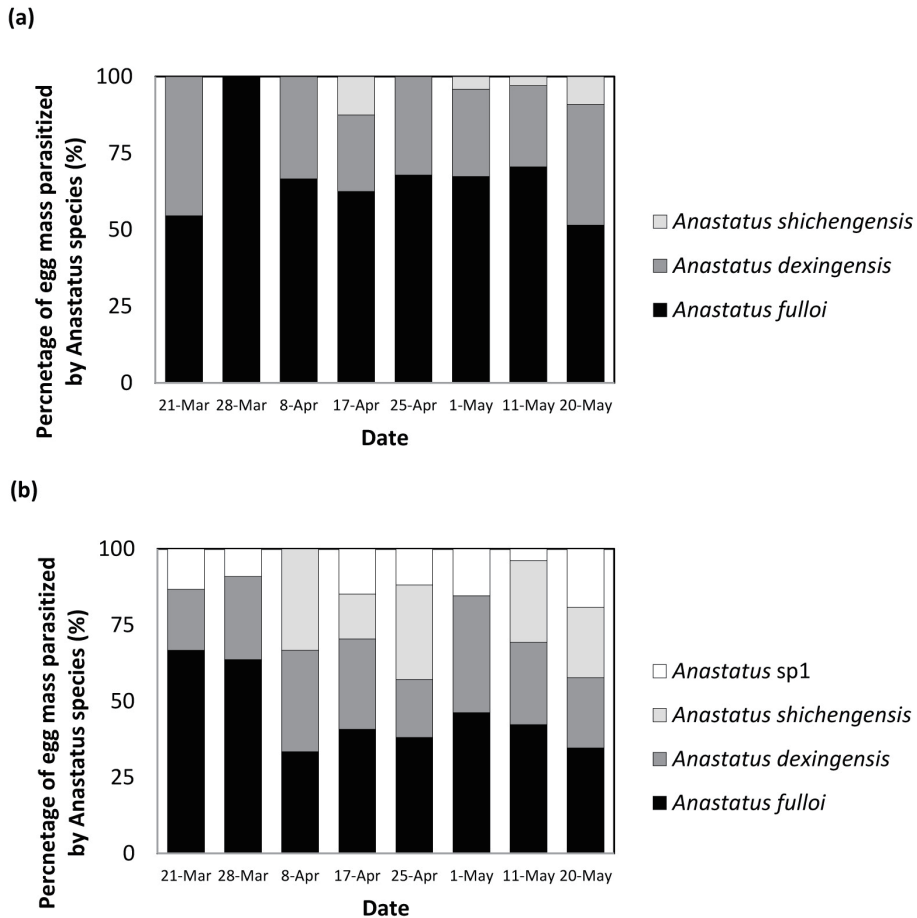 (a)
Percnetage of egg mass parasitized
by Anastatus species (%)
100
75
50
25
0
21-Mar 28-Mar 8-Apr 17-Apr 25-Apr 1-May 11-May 20-May
Date
Anastatus shichengensis
Anastatus dexingensis
Anastatus fulloi
(b)
Percnetage of egg mass parasitized
by Anastatus species (%)
100
75
50
25
0
21-Mar 28-Mar 8-Apr 17-Apr 25-Apr 1-May 11-May 20-May
Date
Anastatus sp1
Anastatus shichengensis
Anastatus dexingensis
Anastatus fulloi